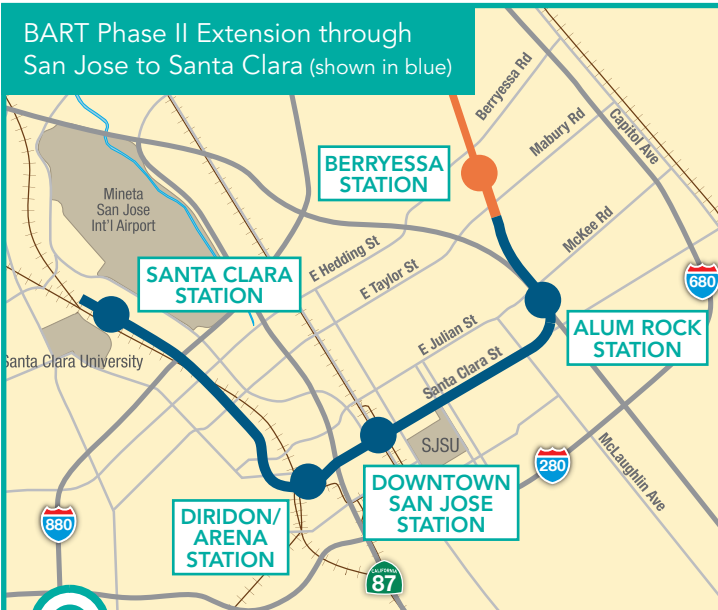 BART Phase II Extension through
San Jose to Santa Clara (shown in blue)
Berryessa Rd
Mabury Rd
Capitol Ave
BERRYESSA
STATION
Mineta
San Jose
Int'l Airport
McKee Rd
E Hedding St
E Taylor St
SANTA CLARA
STATION
680
E Julian St
ALUM ROCK
STATION
Santa Clara University
Santa Clara St
SJSU
280
McLaughlin Ave
DOWNTOWN
SAN JOSE
STATION
DIRIDON/
ARENA
STATION
880
CALIFORNIA
87